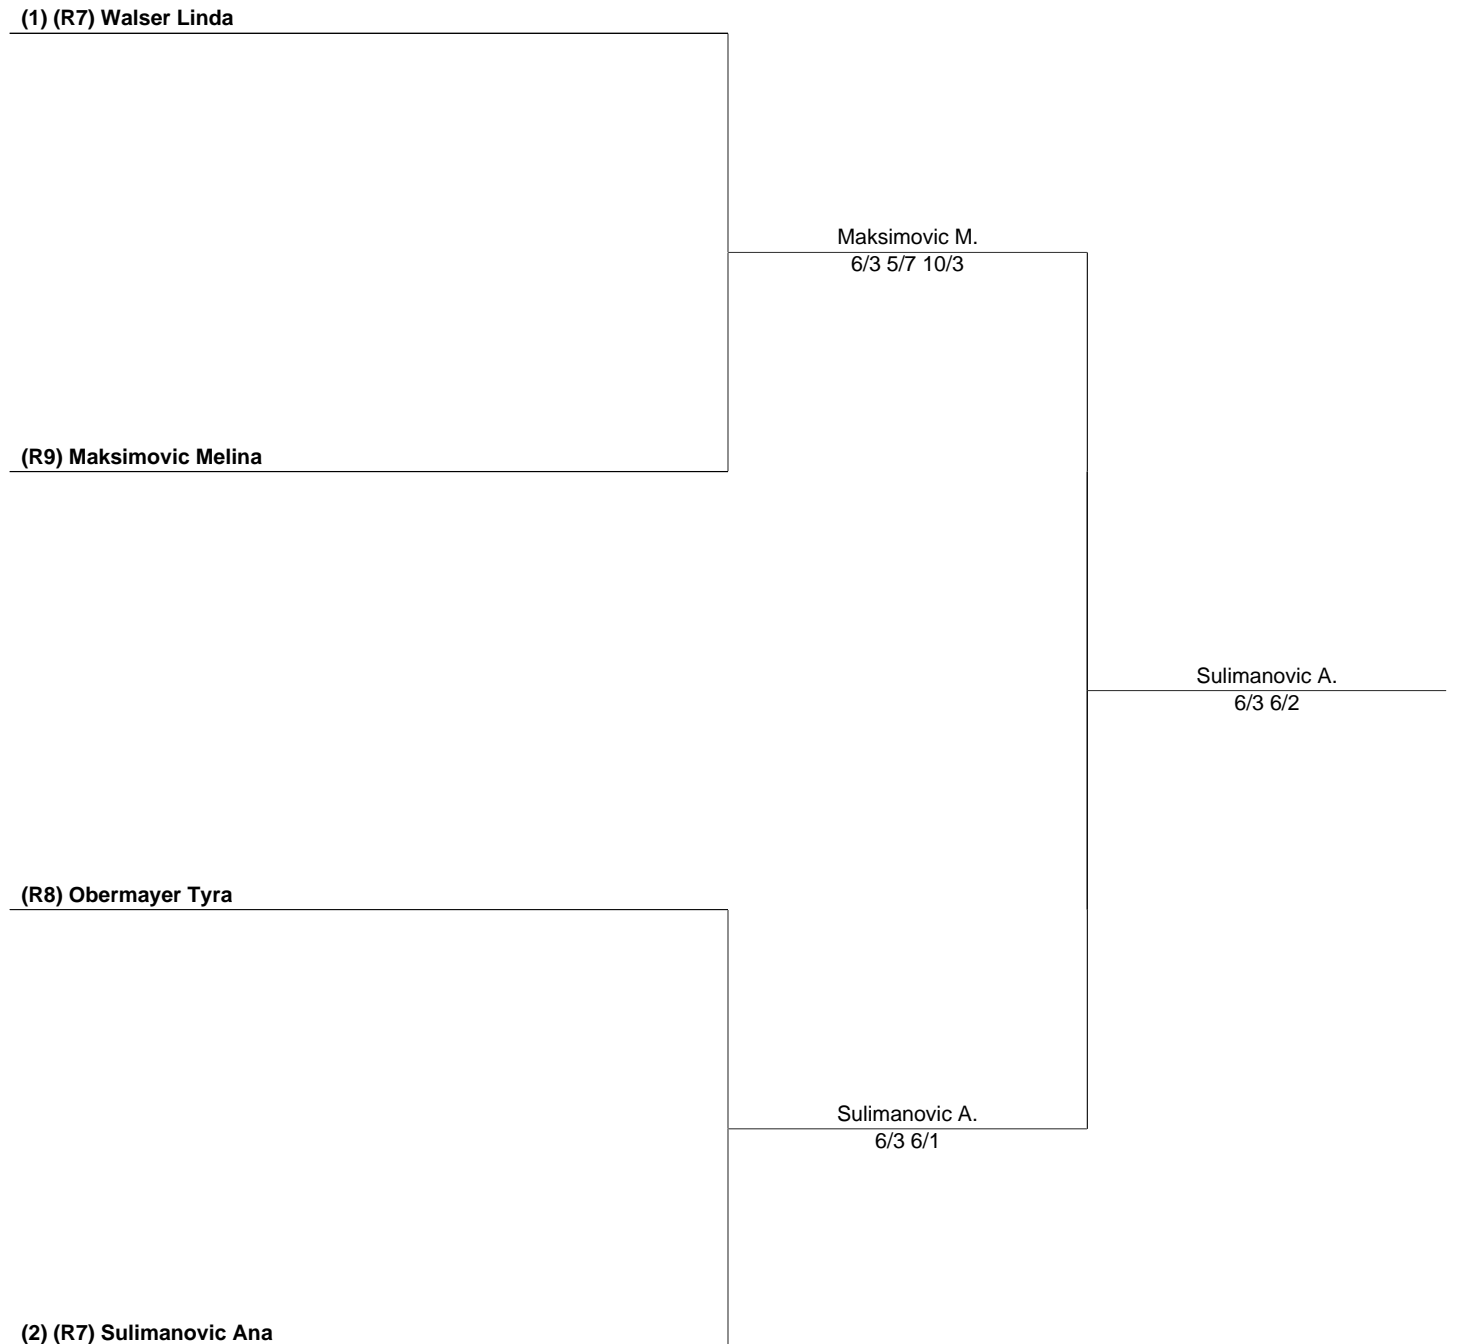 (1) (R7) Walser Linda
Maksimovic M.
6/3 5/7 10/3
(R9) Maksimovic Melina
Sulimanovic A.
6/3 6/2
(R8) Obermayer Tyra
Sulimanovic A.
6/3 6/1
(2) (R7) Sulimanovic Ana